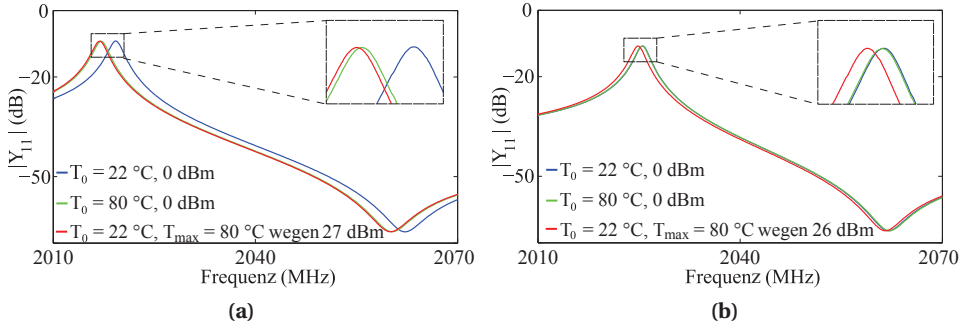 0
−20
−50
|Y11| (dB)
T0 = 22 °C, 0 dBm
T0 = 80 °C, 0 dBm
T0 = 22 °C, Tmax = 80 °C wegen 27 dBm
2010
2040
2070
Frequenz (MHz)
(a)
0
−20
−50
|Y11| (dB)
T0 = 22 °C, 0 dBm
T0 = 80 °C, 0 dBm
T0 = 22 °C, Tmax = 80 °C wegen 26 dBm
2010
2040
2070
Frequenz (MHz)
(b)